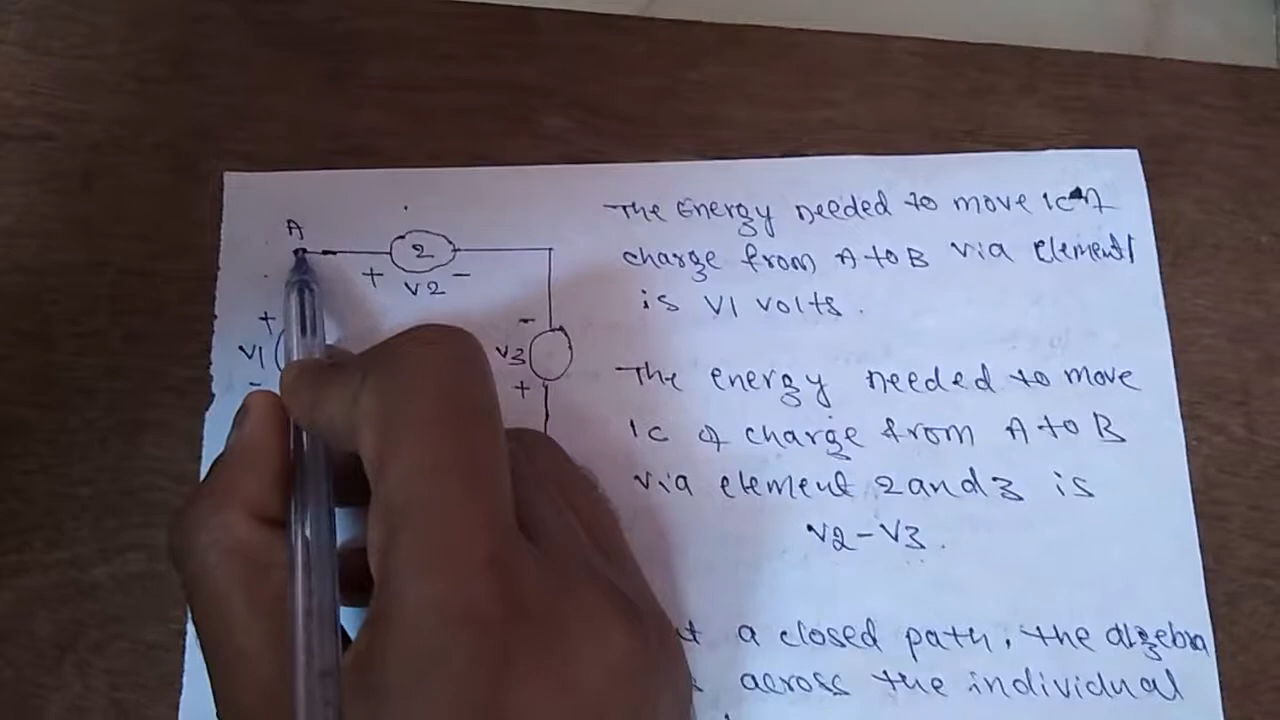 A
2
+ V2 -
+
V1
-
-
V3
+
The Energy needed to move 1C of
charge from A to B via element 1
is V1 volts.
The energy needed to move
1C of charge from A to B
via element 2 and 3 is
V2-V3.
a closed path, the algebra
across the individual